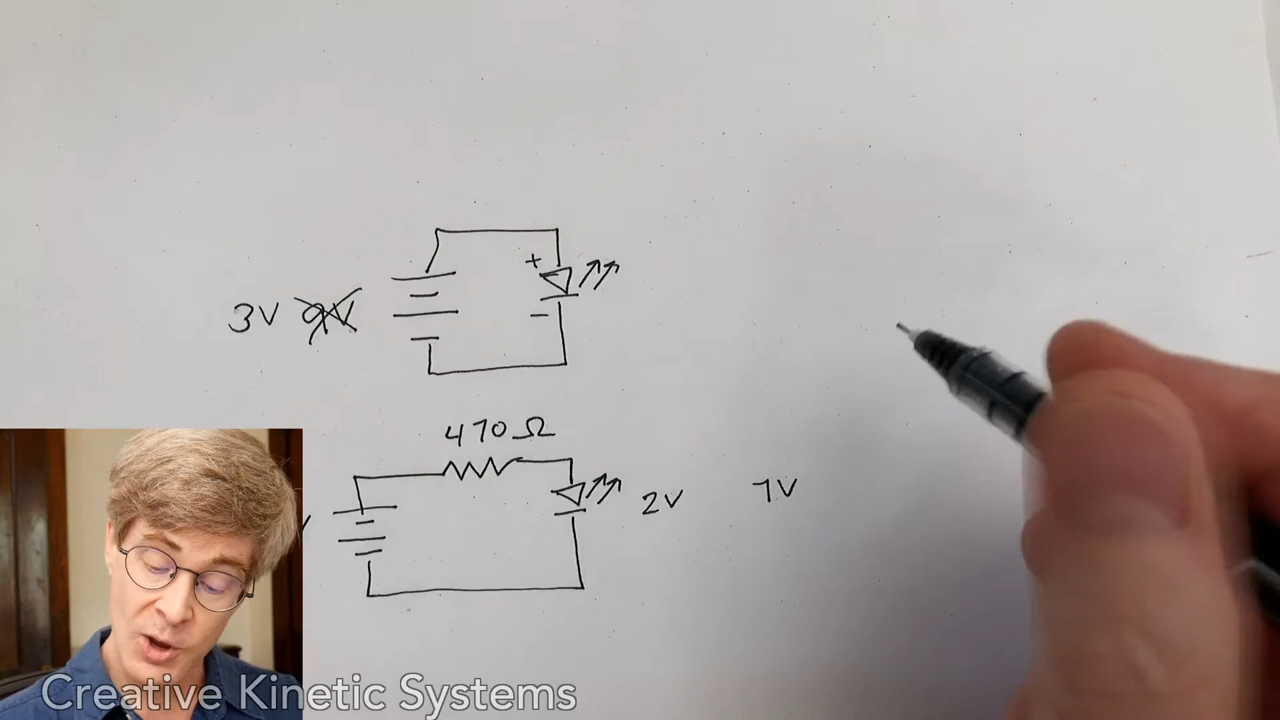 +
3V 9V
-
470Ω
V 2V 7V
Creative Kinetic Systems